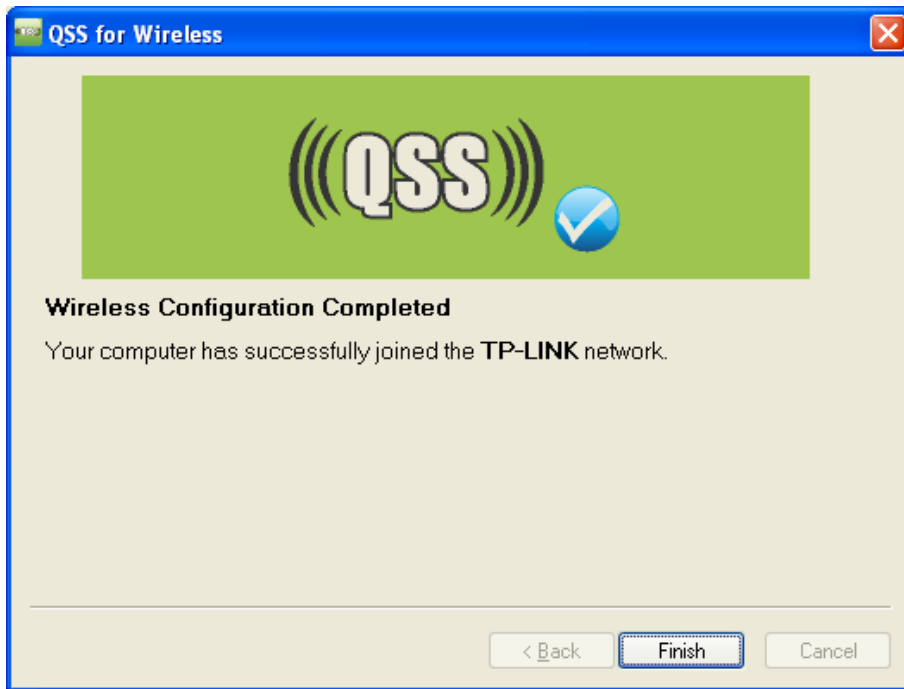 QSS for Wireless
(((QSS)))
Wireless Configuration Completed
Your computer has successfully joined the TP-LINK network.
< Back Finish Cancel